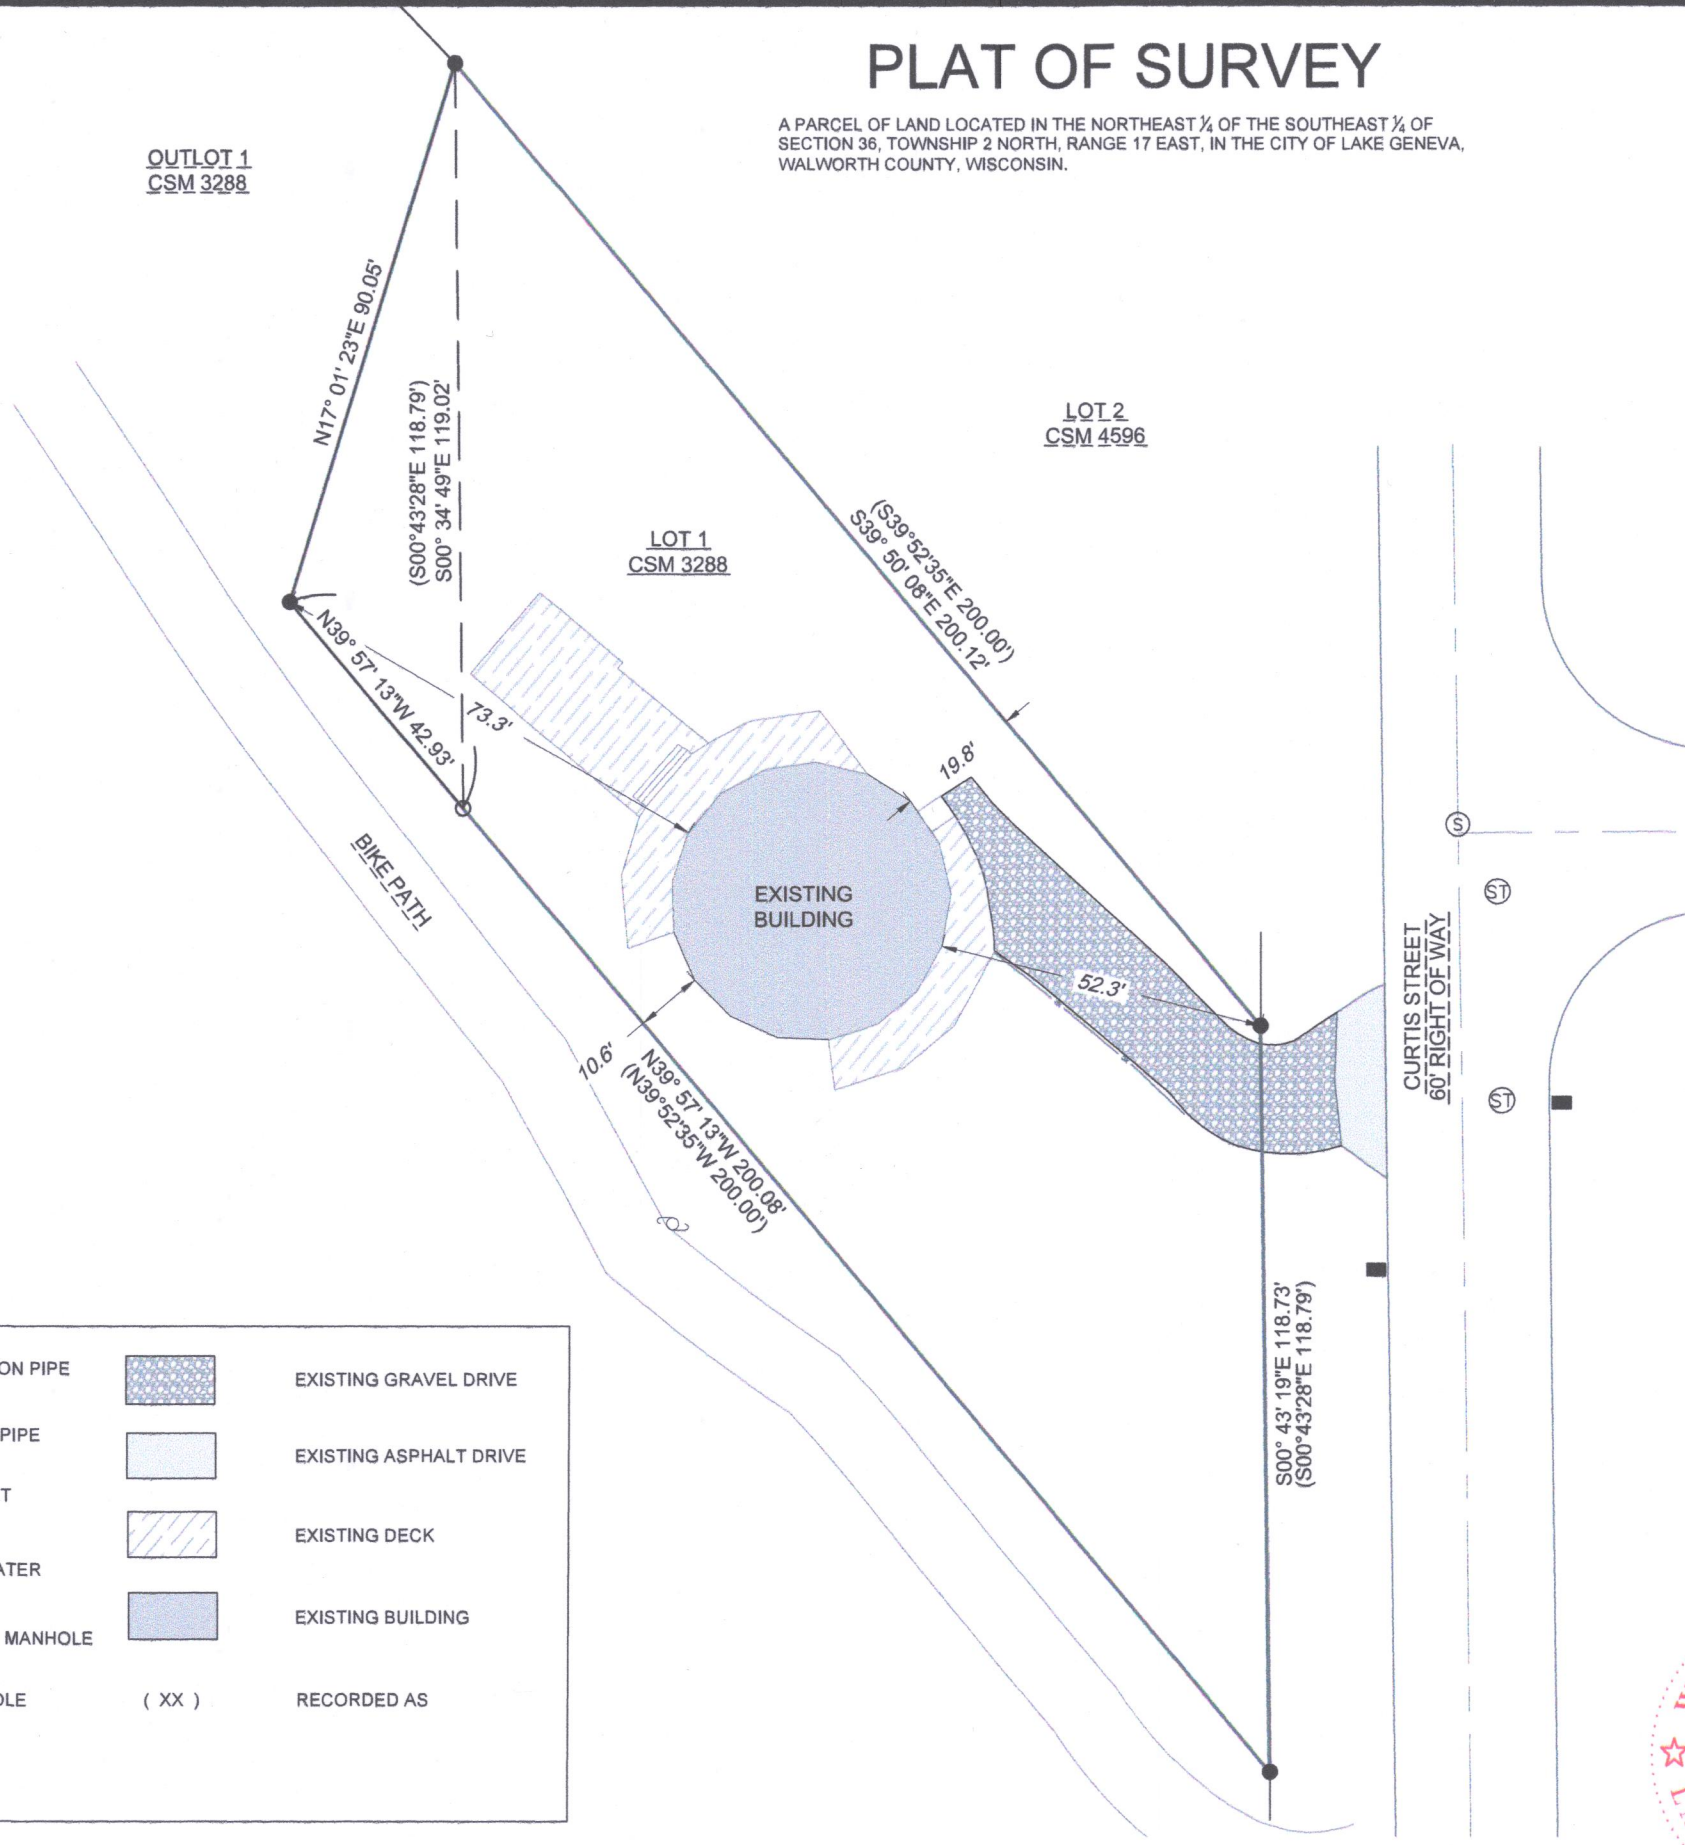 PLAT OF SURVEY
A PARCEL OF LAND LOCATED IN THE NORTHEAST ¼ OF THE SOUTHEAST ¼ OF
SECTION 36, TOWNSHIP 2 NORTH, RANGE 17 EAST, IN THE CITY OF LAKE GENEVA,
WALWORTH COUNTY, WISCONSIN.
OUTLOT 1
CSM 3288
N17° 01' 23"E 90.05'
(S00°43'28"E 118.79')
S00° 34' 49"E 119.02'
LOT 2
CSM 4596
LOT 1
CSM 3288
(S39°52'35"E 200.00')
S39° 50' 08"E 200.12'
N39° 57' 13"W 42.93'
73.3'
19.8'
BIKE PATH
EXISTING
BUILDING
52.3'
10.6'
N39° 57' 13"W 200.08'
(N39°52'35"W 200.00')
CURTIS STREET
60' RIGHT OF WAY
S
ST
ST
S00° 43' 19"E 118.73'
(S00°43'28"E 118.79')
ON PIPE
EXISTING GRAVEL DRIVE
PIPE
EXISTING ASPHALT DRIVE
T
EXISTING DECK
ATER
EXISTING BUILDING
MANHOLE
OLE
( XX )
RECORDED AS